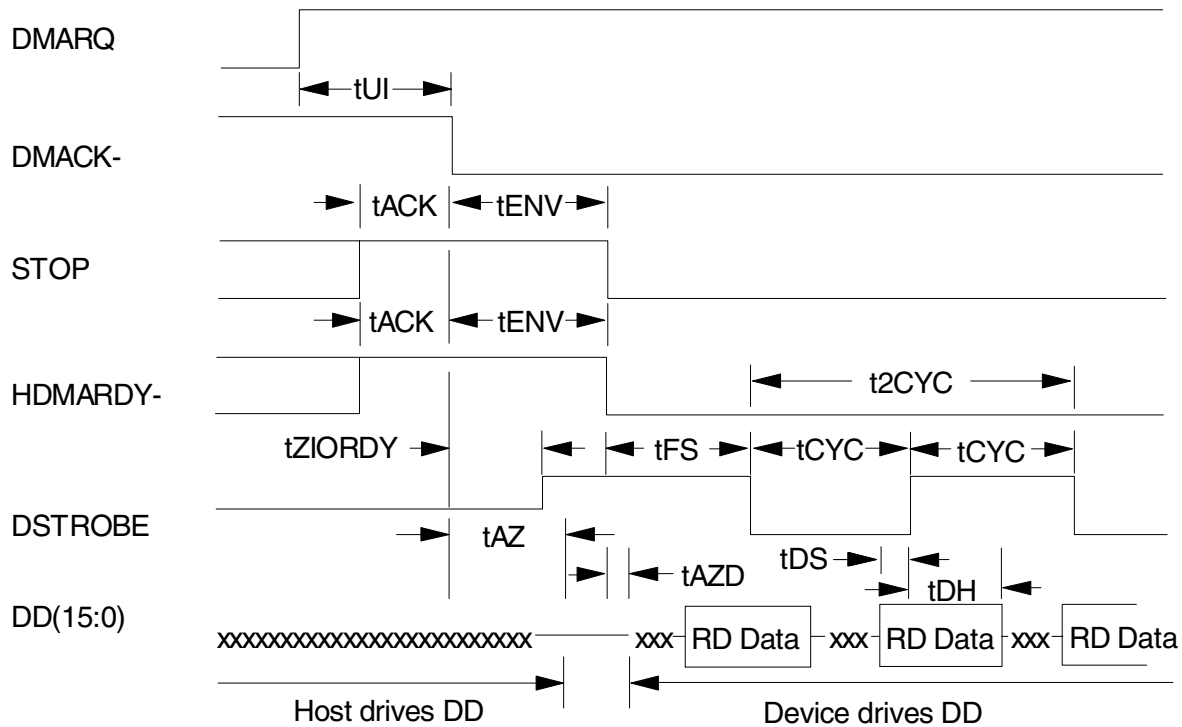 DMARQ
tUI
DMACK-
tACK tENV
STOP
tACK tENV
HDMARDY-
t2CYC
tZIORDY tFS tCYC tCYC
DSTROBE
tAZ
tDS
tAZD
tDH
DD(15:0)
xxxxxxxxxxxxxxxxxxxxxxxxx xxx RD Data xxx RD Data xxx RD Data
Host drives DD Device drives DD